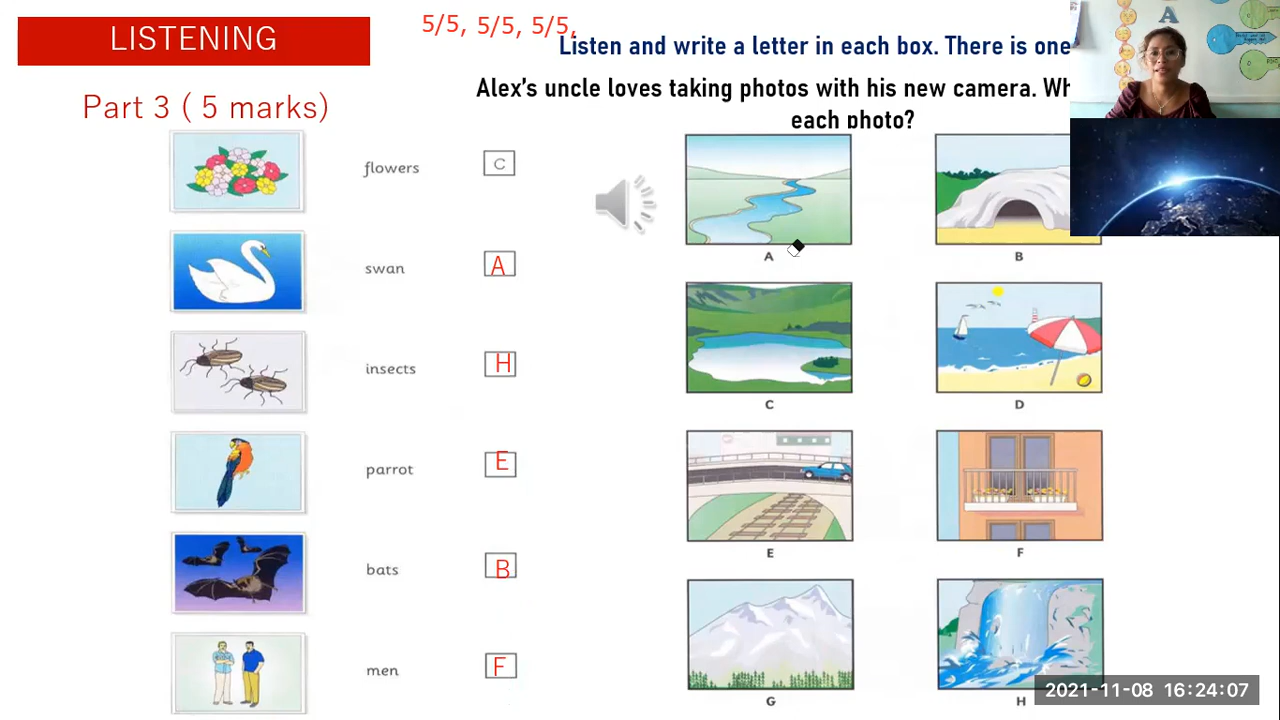 LISTENING
5/5, 5/5, 5/5,
Listen and write a letter in each box. There is one
Part 3 ( 5 marks)
Alex's uncle loves taking photos with his new camera. Wh
each photo?
flowers C
swan A
insects H
parrot E
bats B
men F
A
B
C
D
E
F
G
H
A
2021-11-08 16:24:07